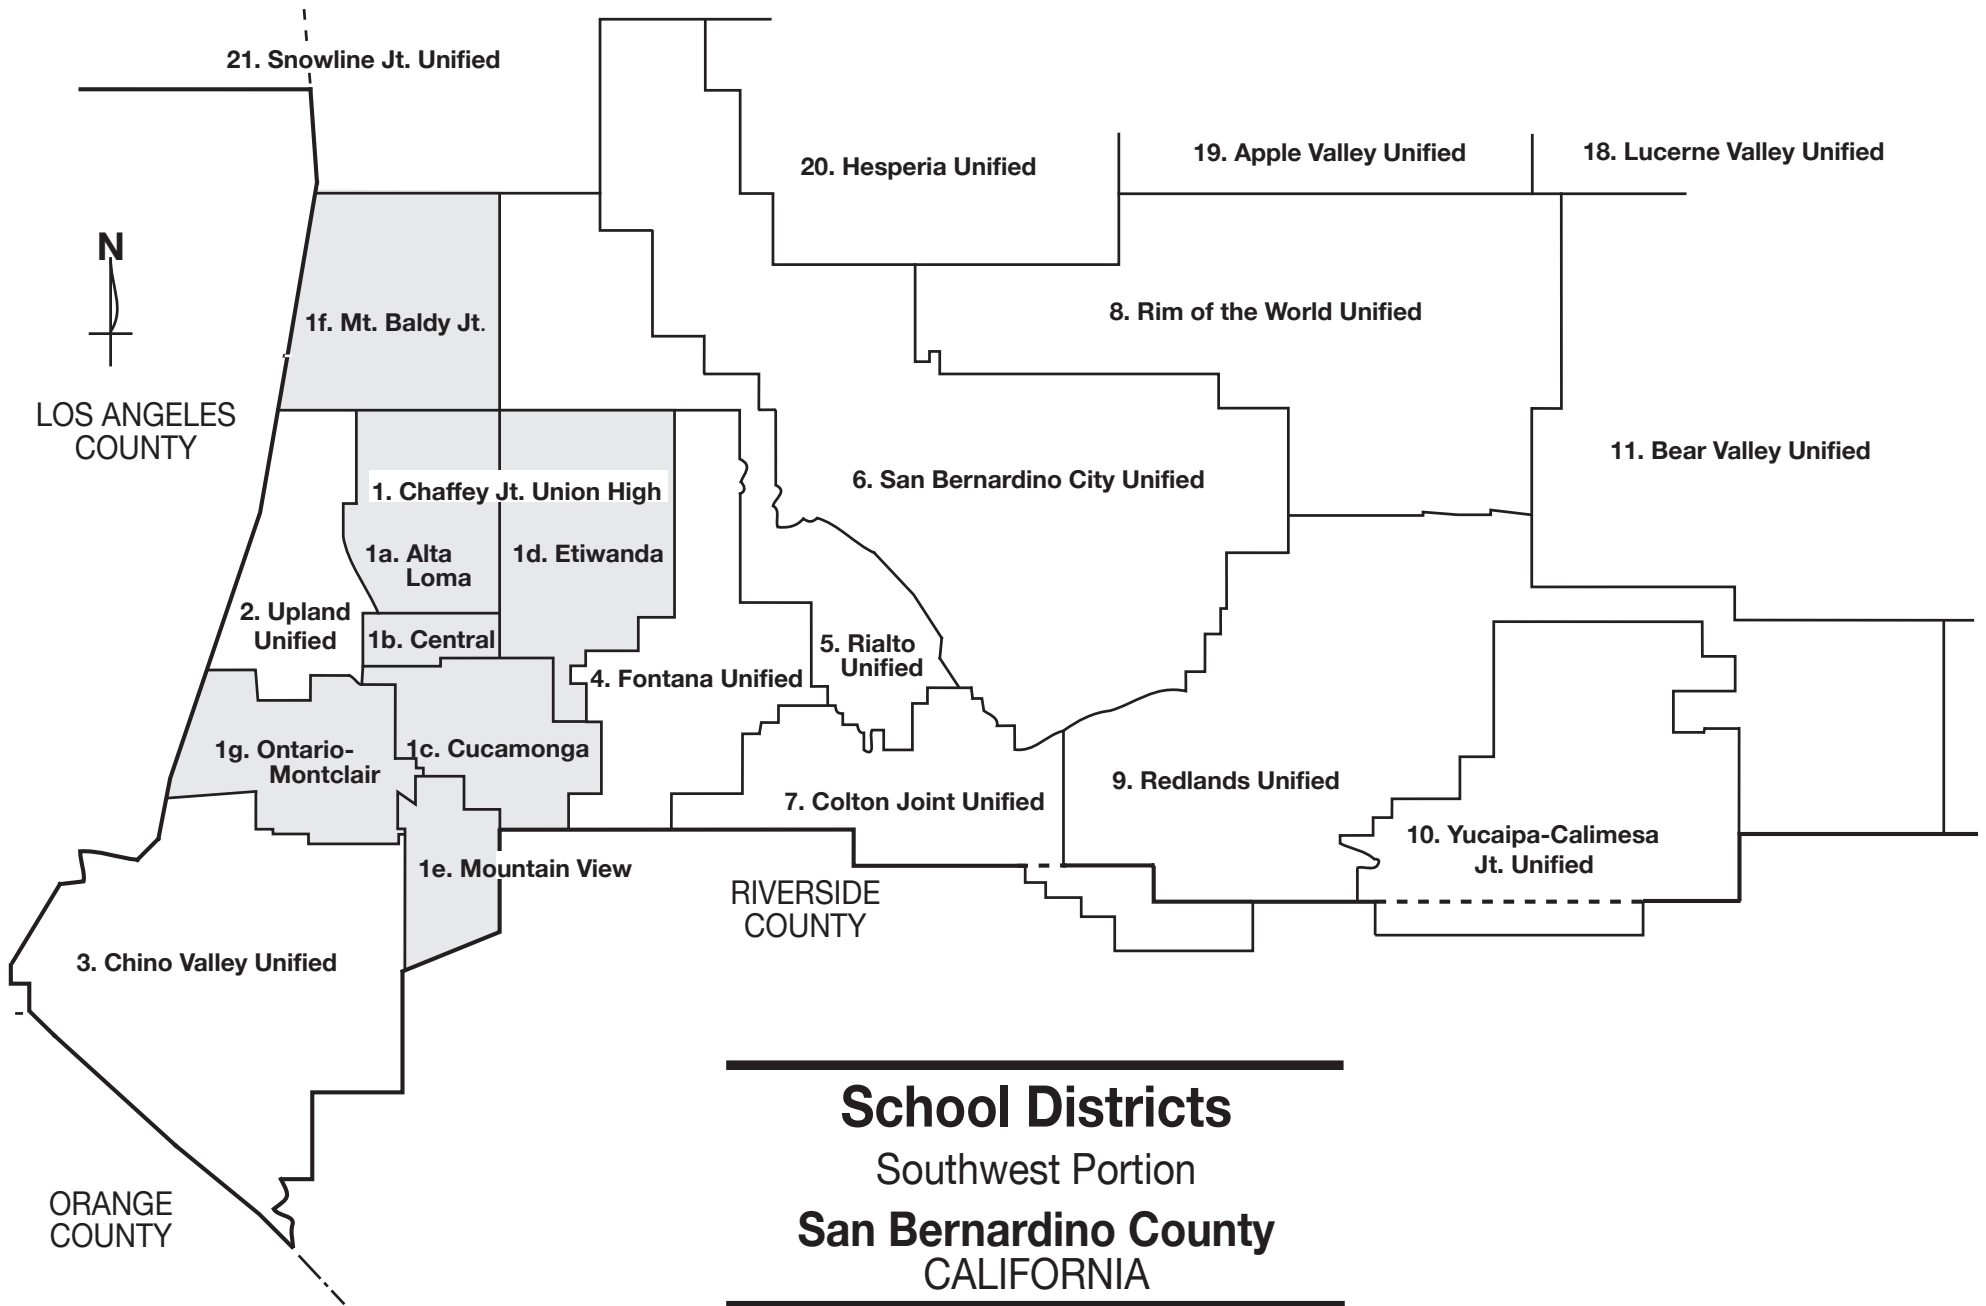 21. Snowline Jt. Unified
20. Hesperia Unified
19. Apple Valley Unified
18. Lucerne Valley Unified
N
1f. Mt. Baldy Jt.
8. Rim of the World Unified
LOS ANGELES
COUNTY
11. Bear Valley Unified
1. Chaffey Jt. Union High
6. San Bernardino City Unified
1a. Alta
Loma
1d. Etiwanda
2. Upland
Unified
1b. Central
5. Rialto
Unified
4. Fontana Unified
1g. Ontario-
Montclair
1c. Cucamonga
7. Colton Joint Unified
9. Redlands Unified
10. Yucaipa-Calimesa
Jt. Unified
1e. Mountain View
RIVERSIDE
COUNTY
3. Chino Valley Unified
ORANGE
COUNTY
School Districts
Southwest Portion
San Bernardino County
CALIFORNIA